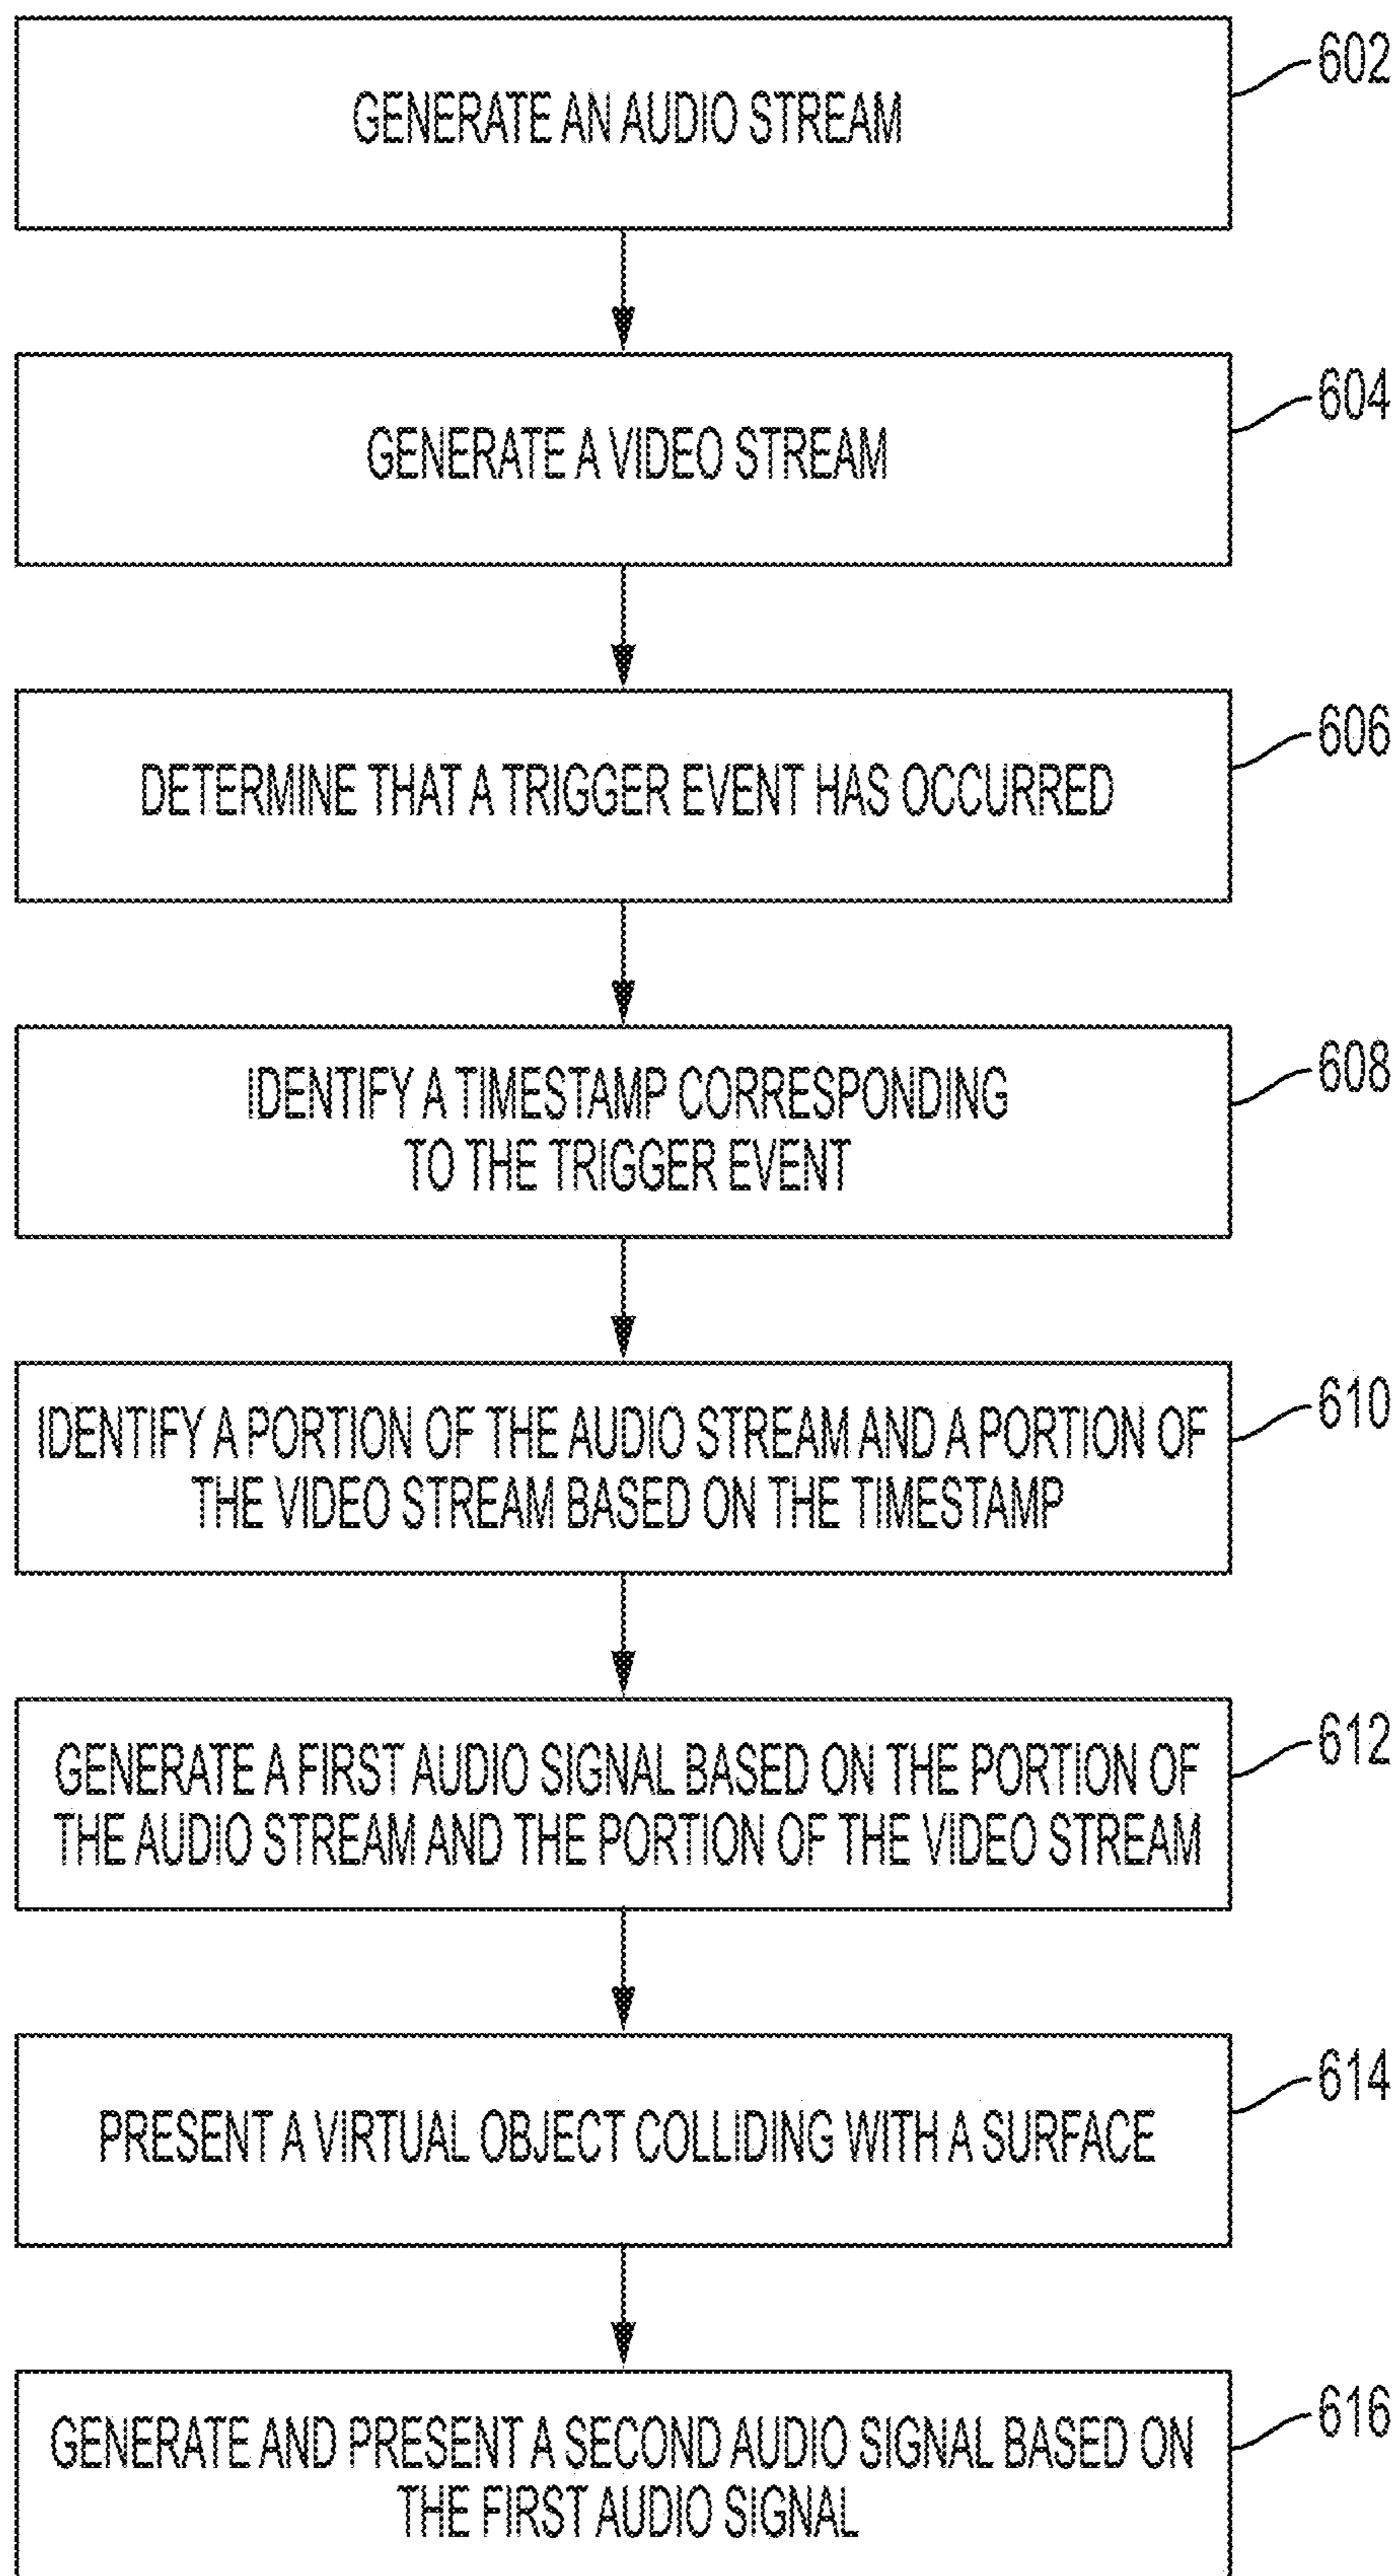 GENERATE AN AUDIO STREAM
602
GENERATE A VIDEO STREAM
604
DETERMINE THAT A TRIGGER EVENT HAS OCCURRED
606
IDENTIFY A TIMESTAMP CORRESPONDING
TO THE TRIGGER EVENT
608
IDENTIFY A PORTION OF THE AUDIO STREAM AND A PORTION OF
THE VIDEO STREAM BASED ON THE TIMESTAMP
610
GENERATE A FIRST AUDIO SIGNAL BASED ON THE PORTION OF
THE AUDIO STREAM AND THE PORTION OF THE VIDEO STREAM
612
PRESENT A VIRTUAL OBJECT COLLIDING WITH A SURFACE
614
GENERATE AND PRESENT A SECOND AUDIO SIGNAL BASED ON
THE FIRST AUDIO SIGNAL
616